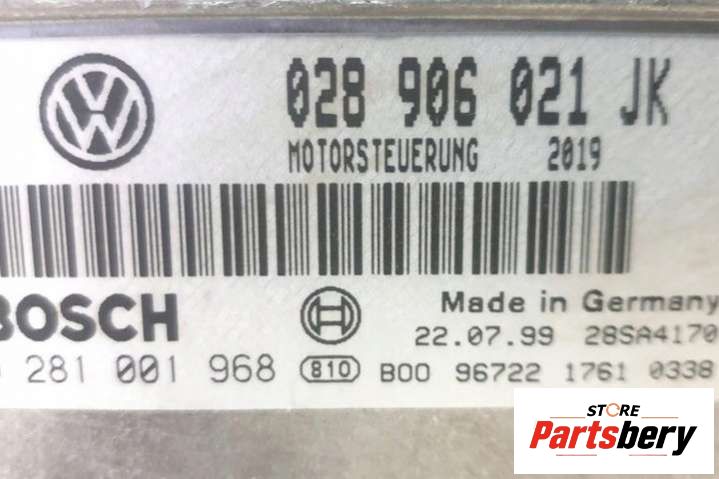 028 906 021 JK
MOTORSTEUERUNG 2019
BOSCH
Made in Germany
22.07.99 28SA4170
281 001 968 810 B00 96722 1761 0338
STORE
Partsbery